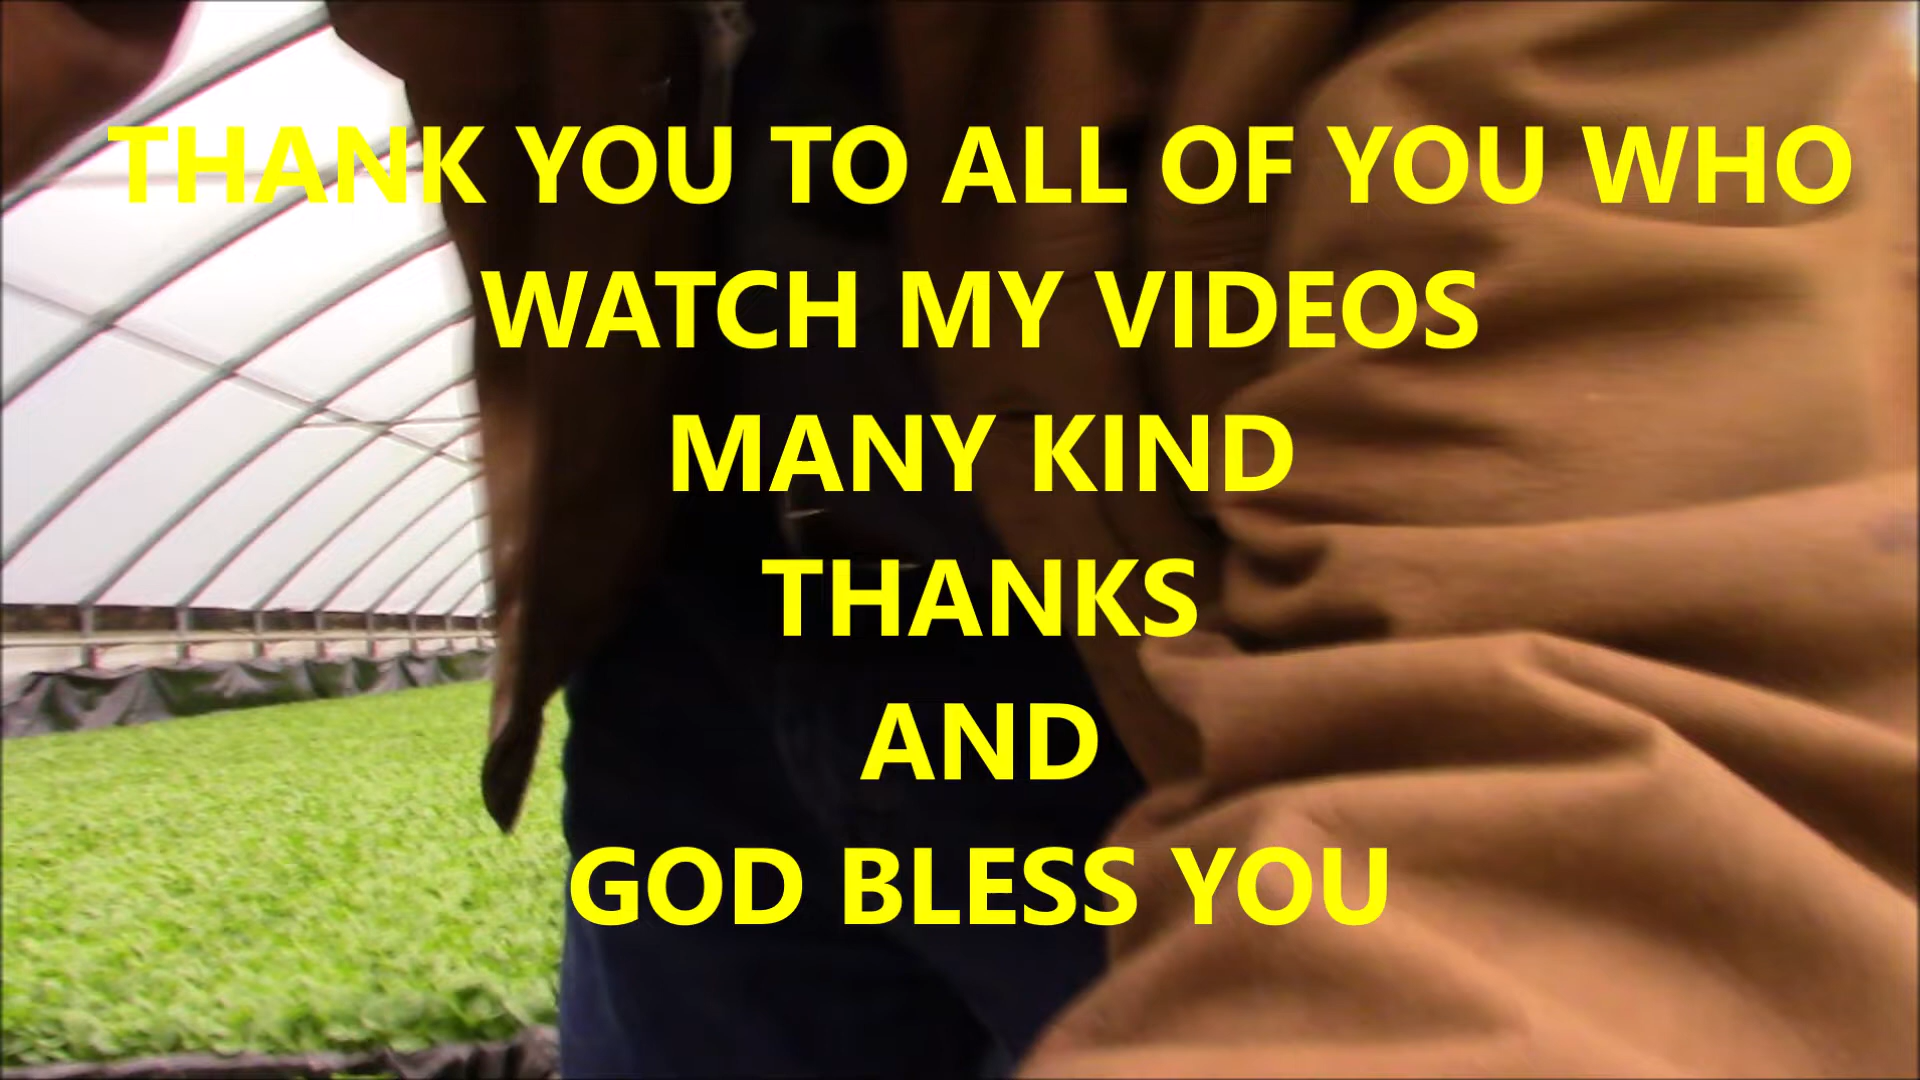 THANK YOU TO ALL OF YOU WHO
WATCH MY VIDEOS
MANY KIND
THANKS
AND
GOD BLESS YOU